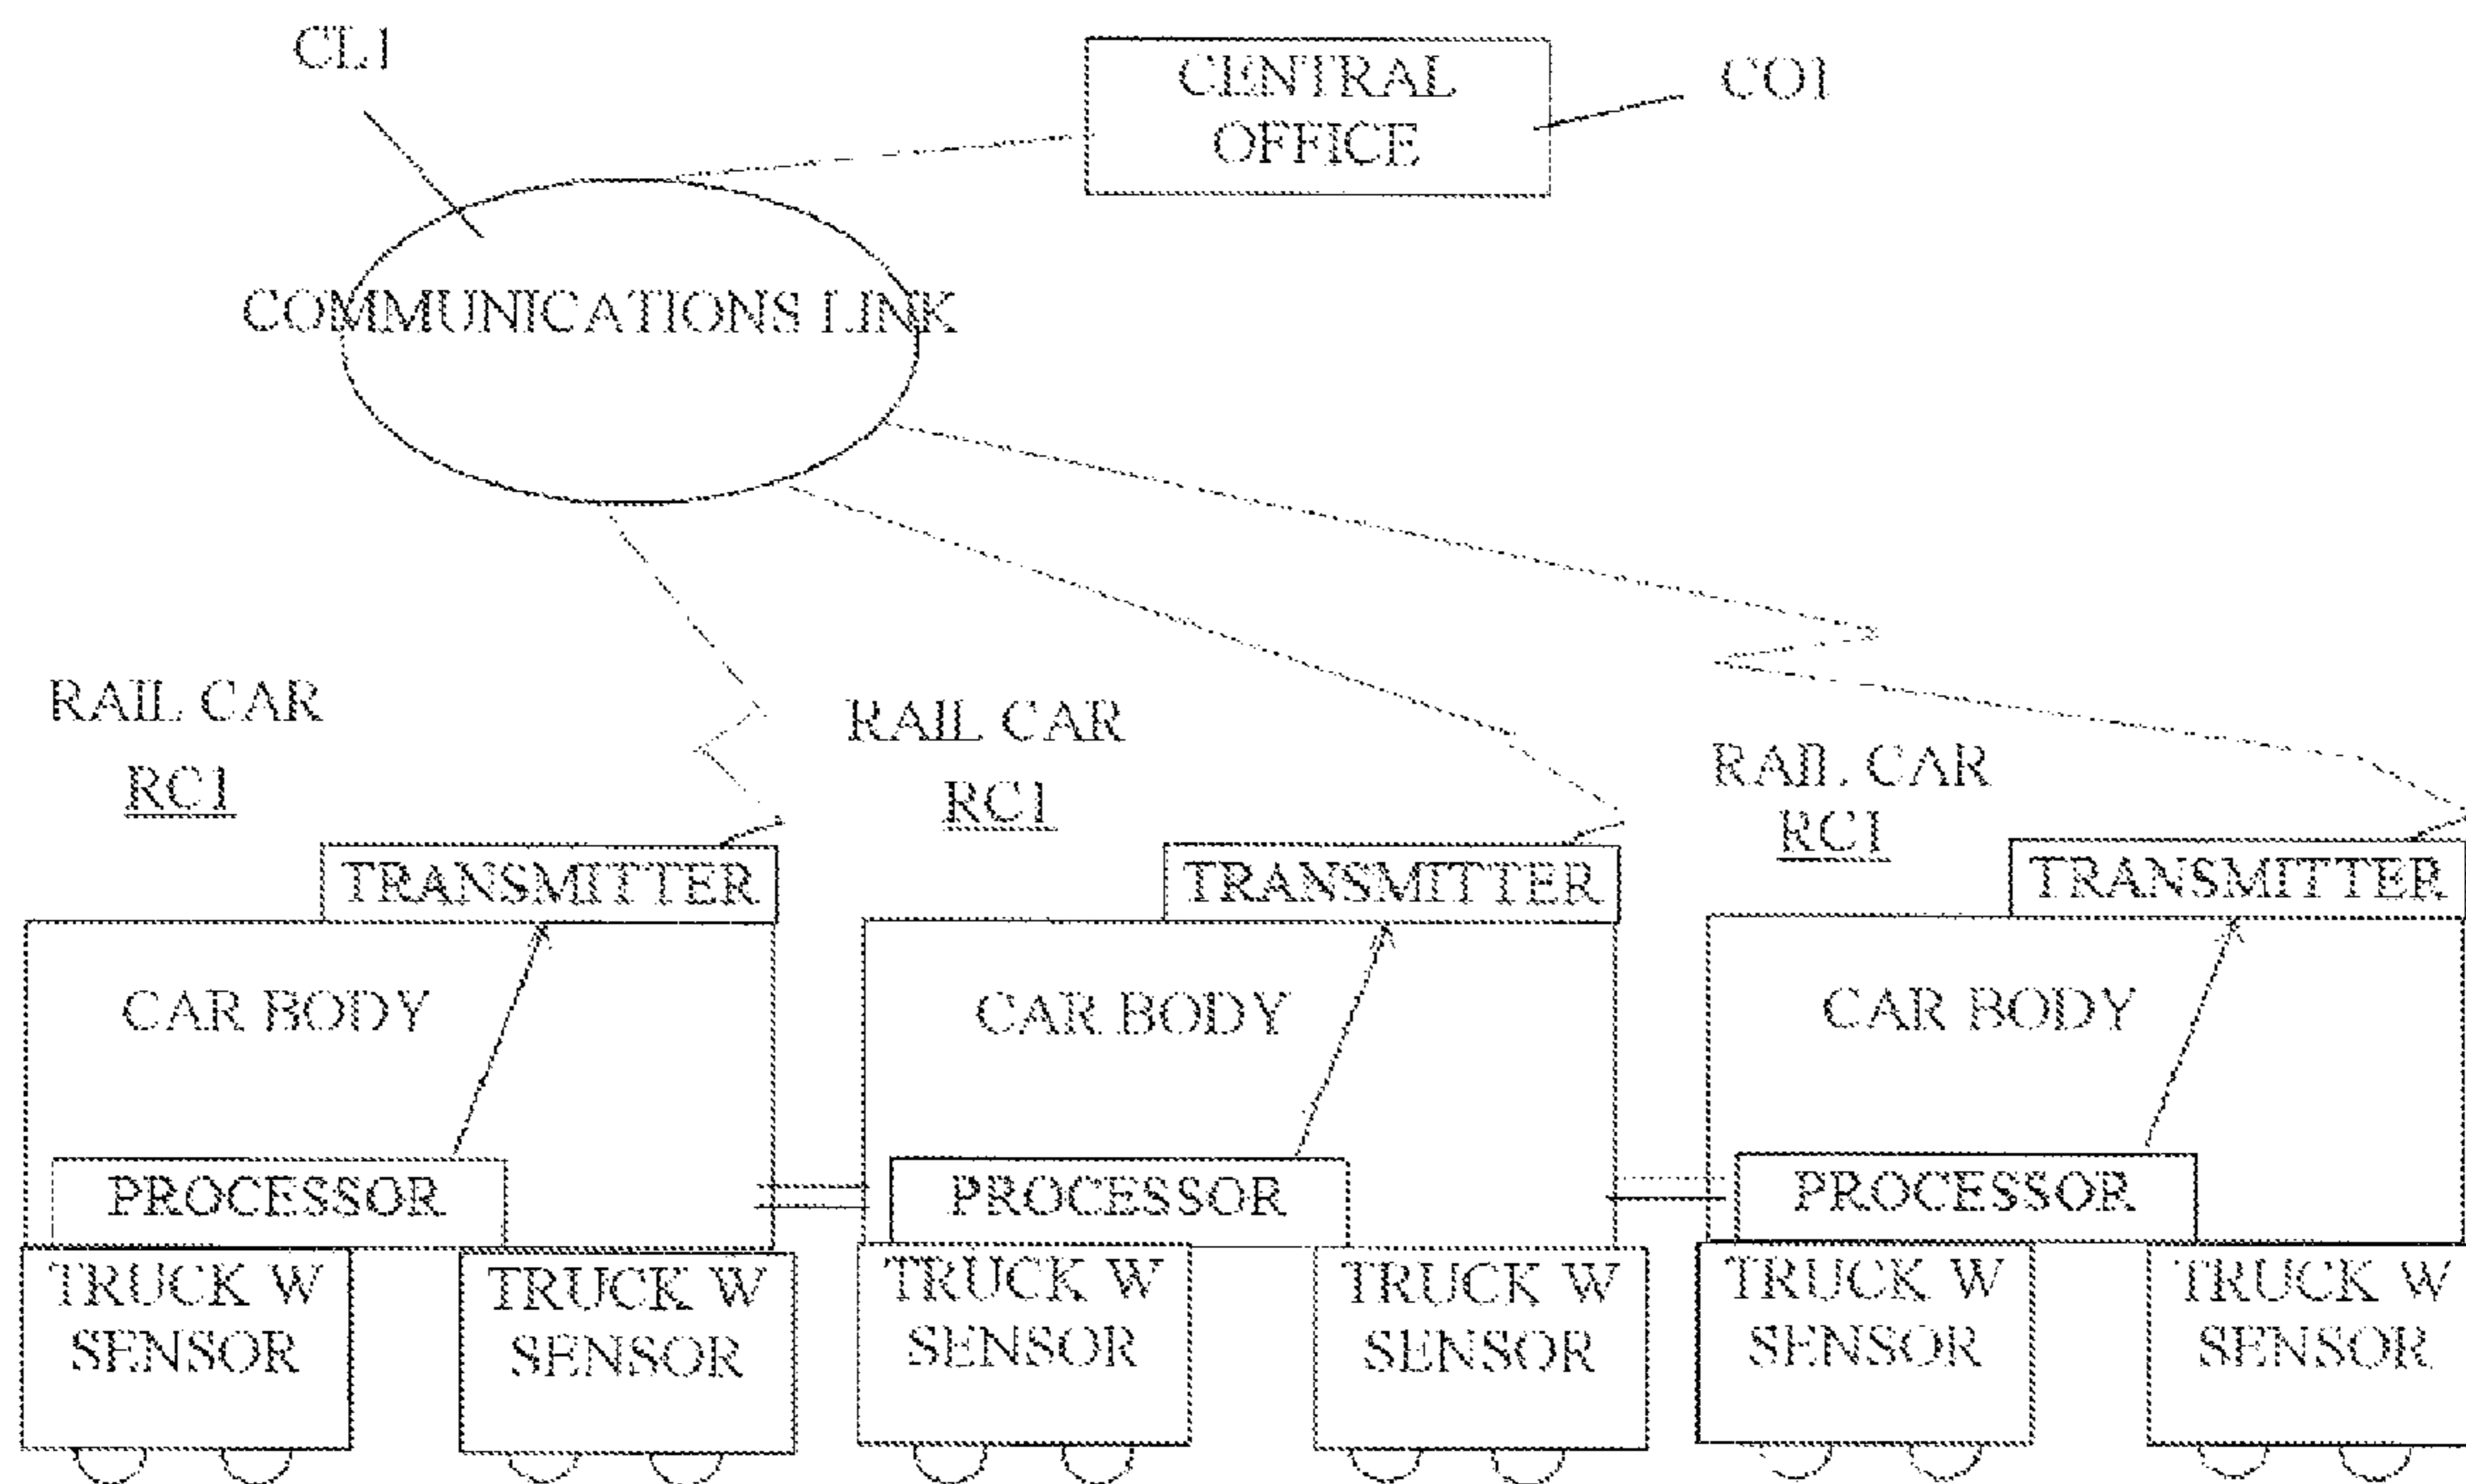 CL1
CENTRAL
OFFICE
CO1
COMMUNICATIONS LINK
RAIL CAR
RC1
RAIL CAR
RC1
RAIL CAR
RC1
TRANSMITTER
TRANSMITTER
TRANSMITTER
CAR BODY
CAR BODY
CAR BODY
PROCESSOR
PROCESSOR
PROCESSOR
TRUCK W
SENSOR
TRUCK W
SENSOR
TRUCK W
SENSOR
TRUCK W
SENSOR
TRUCK W
SENSOR
TRUCK W
SENSOR